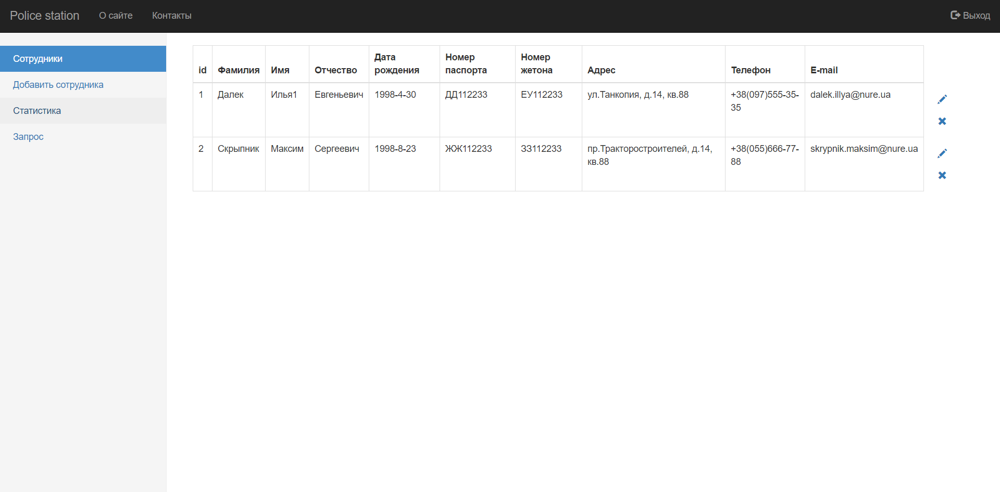 Police station О сайте Контакты Выход
Сотрудники
Добавить сотрудника
Статистика
Запрос
id Фамилия Имя Отчество Дата рождения Номер паспорта Номер жетона Адрес Телефон E-mail
1 Далек Илья1 Евгеньевич 1998-4-30 ДД112233 ЕУ112233 ул.Танкопия, д.14, кв.88 +38(097)555-35-35 dalek.illya@nure.ua
2 Скрыпник Максим Сергеевич 1998-8-23 ЖЖ112233 ЗЗ112233 пр.Тракторостроителей, д.14, кв.88 +38(055)666-77-88 skrypnik.maksim@nure.ua